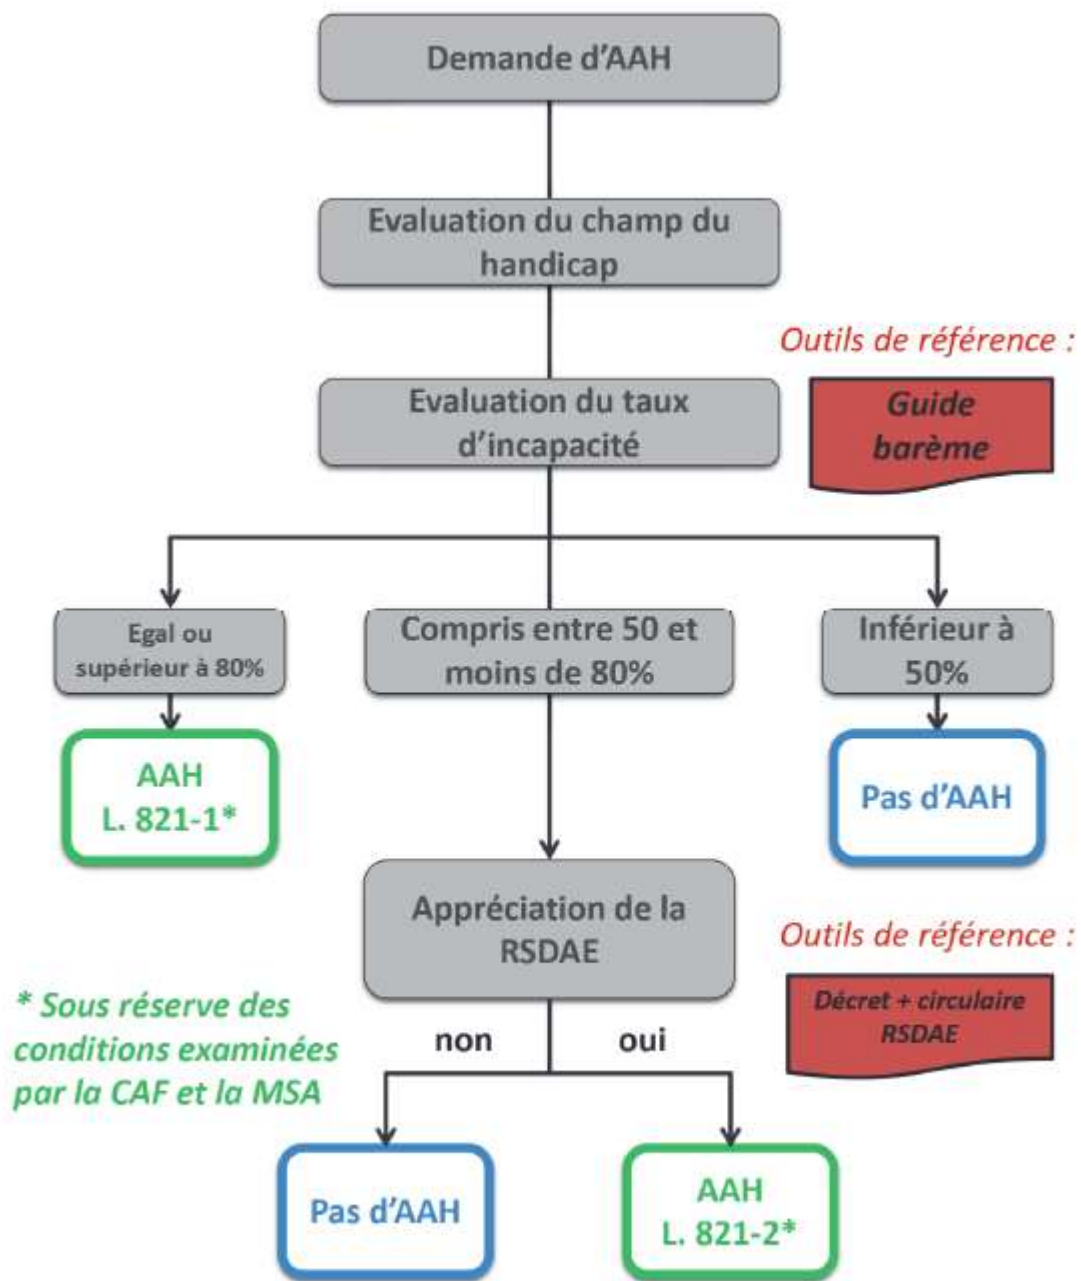 Demande d'AAH
Evaluation du champ du
handicap
Outils de référence :
Evaluation du taux
d'incapacité
Guide
barème
Egal ou
supérieur à 80%
Compris entre 50 et
moins de 80%
Inférieur à
50%
AAH
L. 821-1*
Pas d'AAH
Appréciation de la
RSDAE
Outils de référence :
Décret + circulaire
RSDAE
* Sous réserve des
conditions examinées
par la CAF et la MSA
non
oui
Pas d'AAH
AAH
L. 821-2*